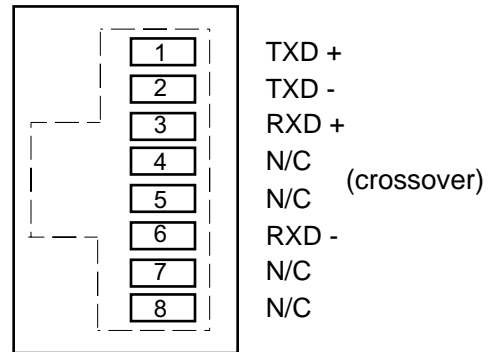 1 TXD +
2 TXD -
3 RXD +
4 N/C
(crossover)
5 N/C
6 RXD -
7 N/C
8 N/C